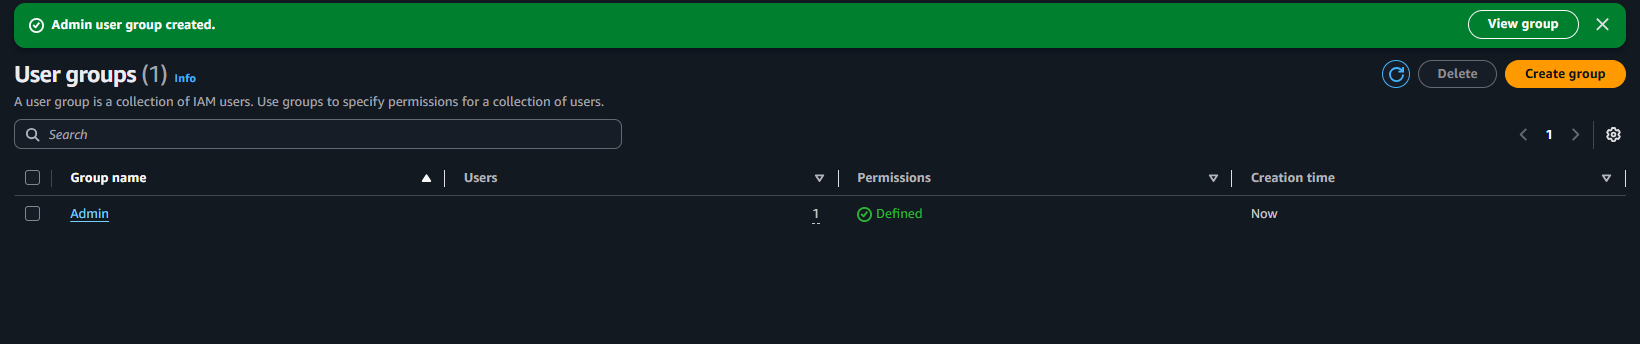 Admin user group created.
View group
User groups (1) Info
Delete
Create group
A user group is a collection of IAM users. Use groups to specify permissions for a collection of users.
Search
1
Group name
Users
Permissions
Creation time
Admin
1
Defined
Now